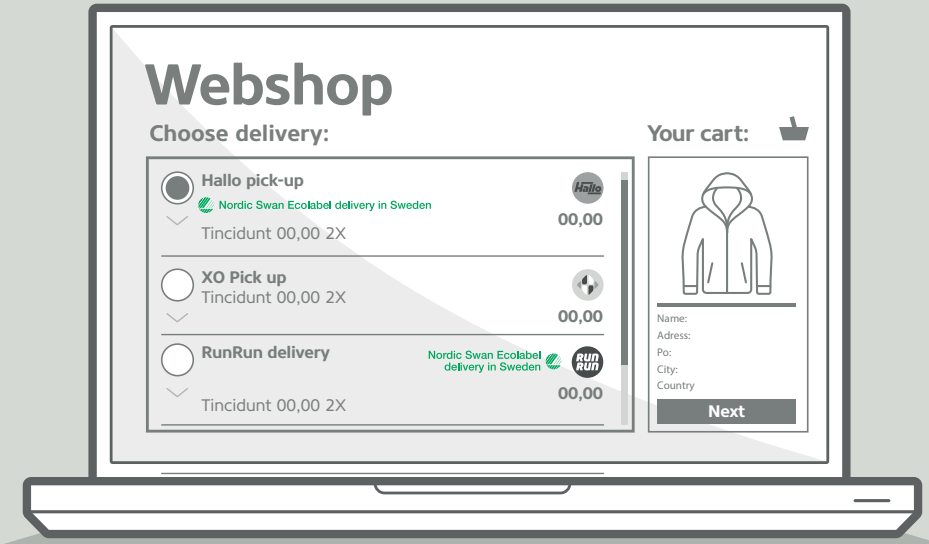 Webshop
Choose delivery:
Your cart:
Hallo pick-up
Hallo
Nordic Swan Ecolabel delivery in Sweden
00,00
Tincidunt 00,00 2X
XO Pick up
Tincidunt 00,00 2X
00,00
RunRun delivery
Nordic Swan Ecolabel
delivery in Sweden
RUN
RUN
00,00
Tincidunt 00,00 2X
Name:
Adress:
Po:
City:
Country
Next